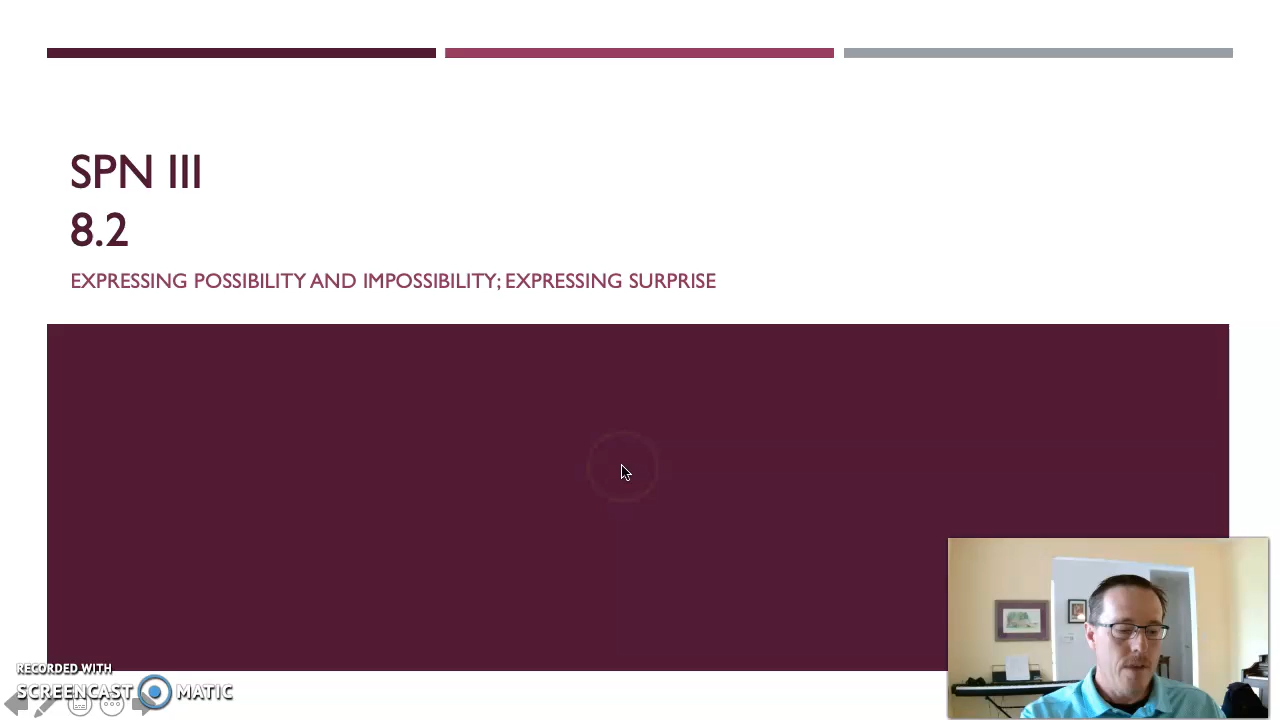 SPN III
8.2
EXPRESSING POSSIBILITY AND IMPOSSIBILITY; EXPRESSING SURPRISE
RECORDED WITH
SCREENCAST MATIC